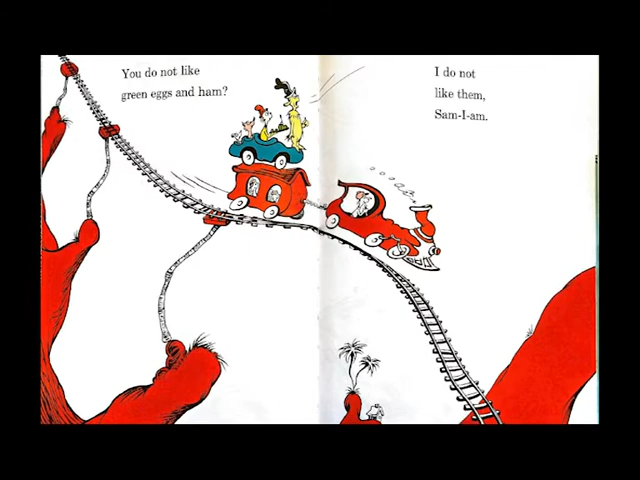 You do not like
green eggs and ham?
I do not
like them,
Sam-I-am.